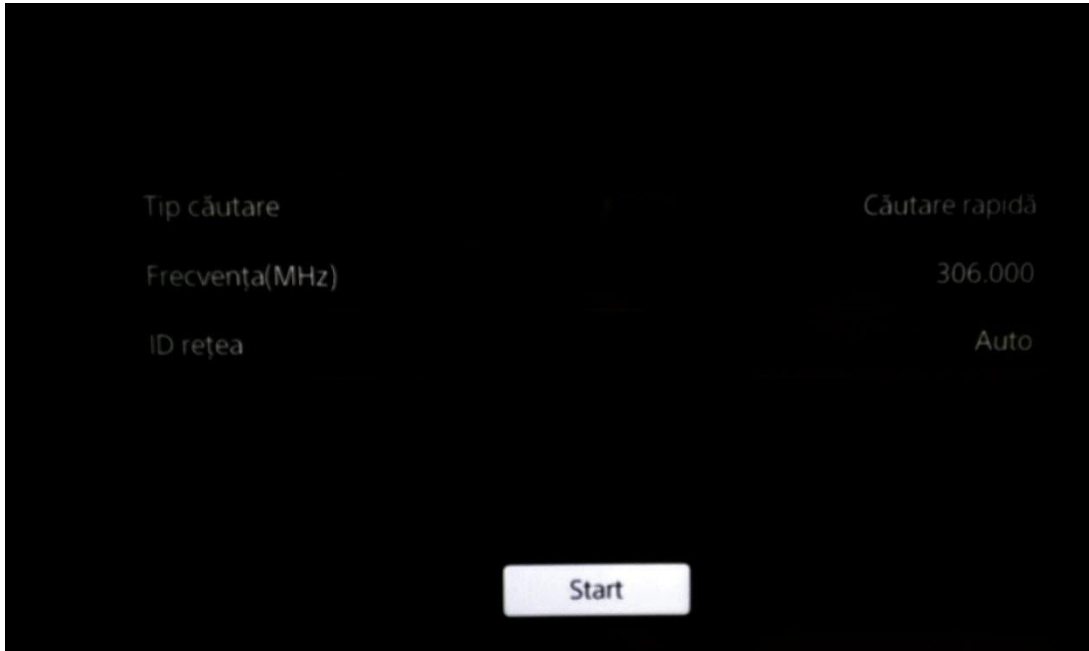 Tip căutare Căutare rapidă
Frecvența(MHz) 306.000
ID rețea Auto
Start